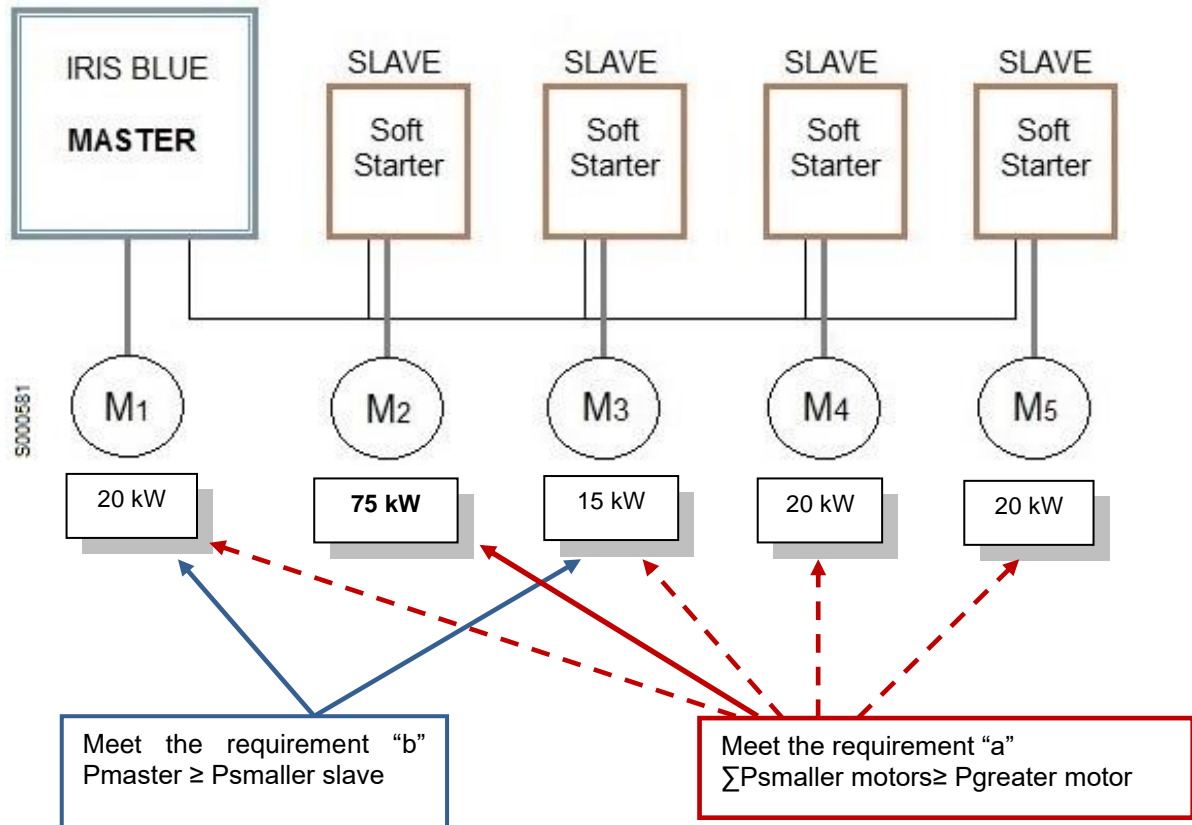 IRIS BLUE
MASTER
SLAVE
Soft
Starter
SLAVE
Soft
Starter
SLAVE
Soft
Starter
SLAVE
Soft
Starter
S000581
M1
M2
M3
M4
M5
20 kW
75 kW
15 kW
20 kW
20 kW
Meet the requirement “b”
Pmaster ≥ Psmaller slave
Meet the requirement “a”
∑Psmaller motors≥ Pgreater motor